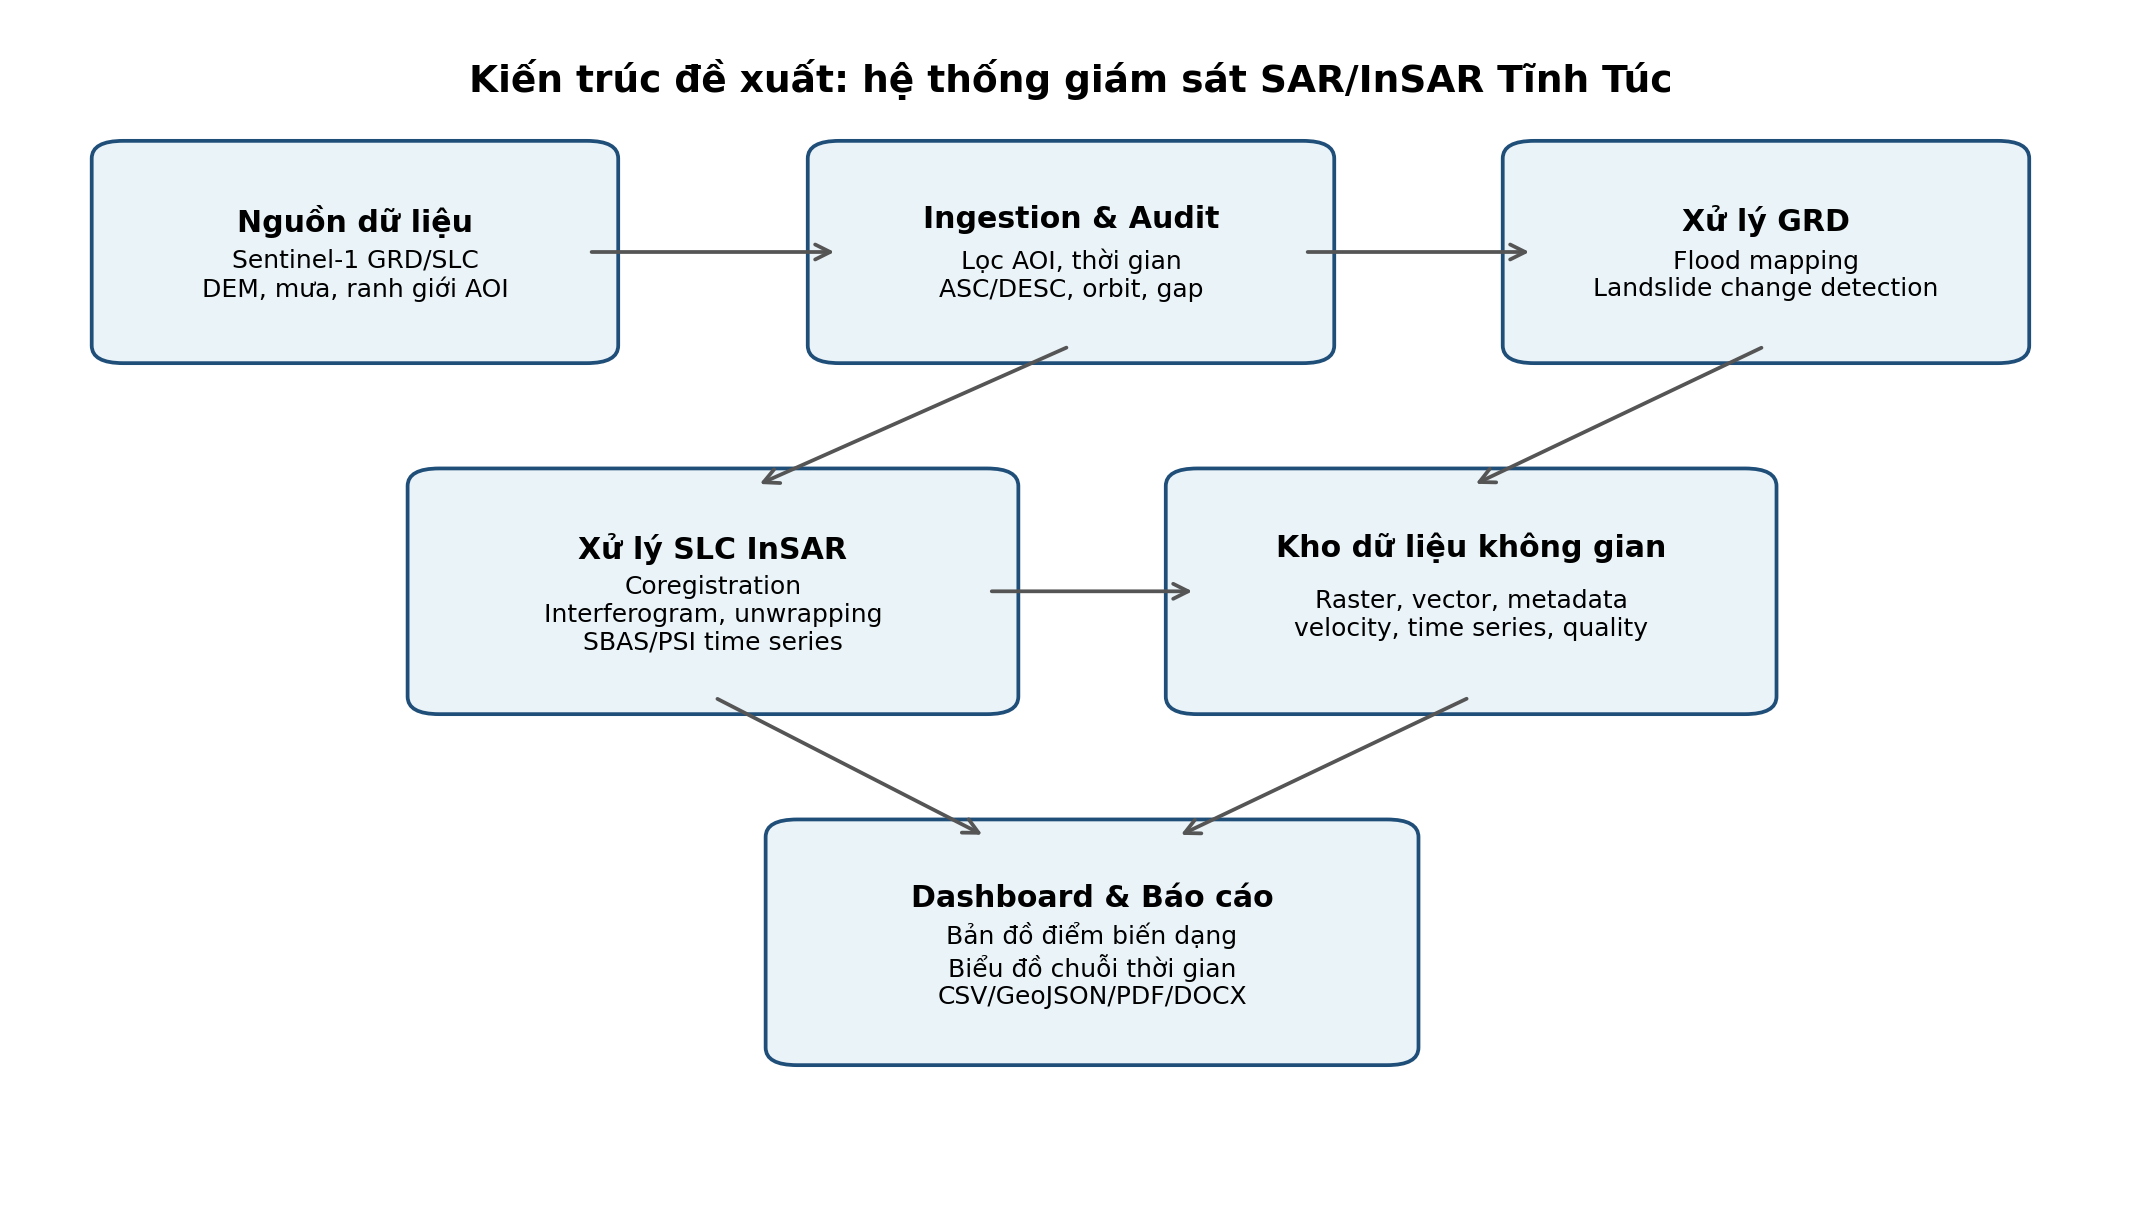 Kiến trúc đề xuất: hệ thống giám sát SAR/InSAR Tĩnh Túc
Nguồn dữ liệu
Sentinel-1 GRD/SLC
DEM, mưa, ranh giới AOI
Ingestion & Audit
Lọc AOI, thời gian
ASC/DESC, orbit, gap
Xử lý GRD
Flood mapping
Landslide change detection
Xử lý SLC InSAR
Coregistration
Interferogram, unwrapping
SBAS/PSI time series
Kho dữ liệu không gian
Raster, vector, metadata
velocity, time series, quality
Dashboard & Báo cáo
Bản đồ điểm biến dạng
Biểu đồ chuỗi thời gian
CSV/GeoJSON/PDF/DOCX